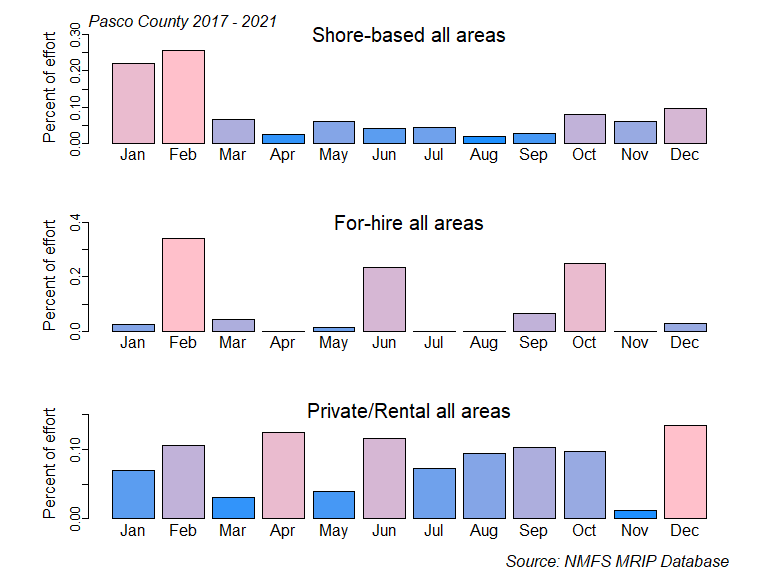 Pasco County 2017 - 2021
Shore-based all areas
Percent of effort
0.30
0.20
0.10
0.00
Jan Feb Mar Apr May Jun Jul Aug Sep Oct Nov Dec
For-hire all areas
Percent of effort
0.4
0.2
0.0
Jan Feb Mar Apr May Jun Jul Aug Sep Oct Nov Dec
Private/Rental all areas
Percent of effort
0.10
0.00
Jan Feb Mar Apr May Jun Jul Aug Sep Oct Nov Dec
Source: NMFS MRIP Database